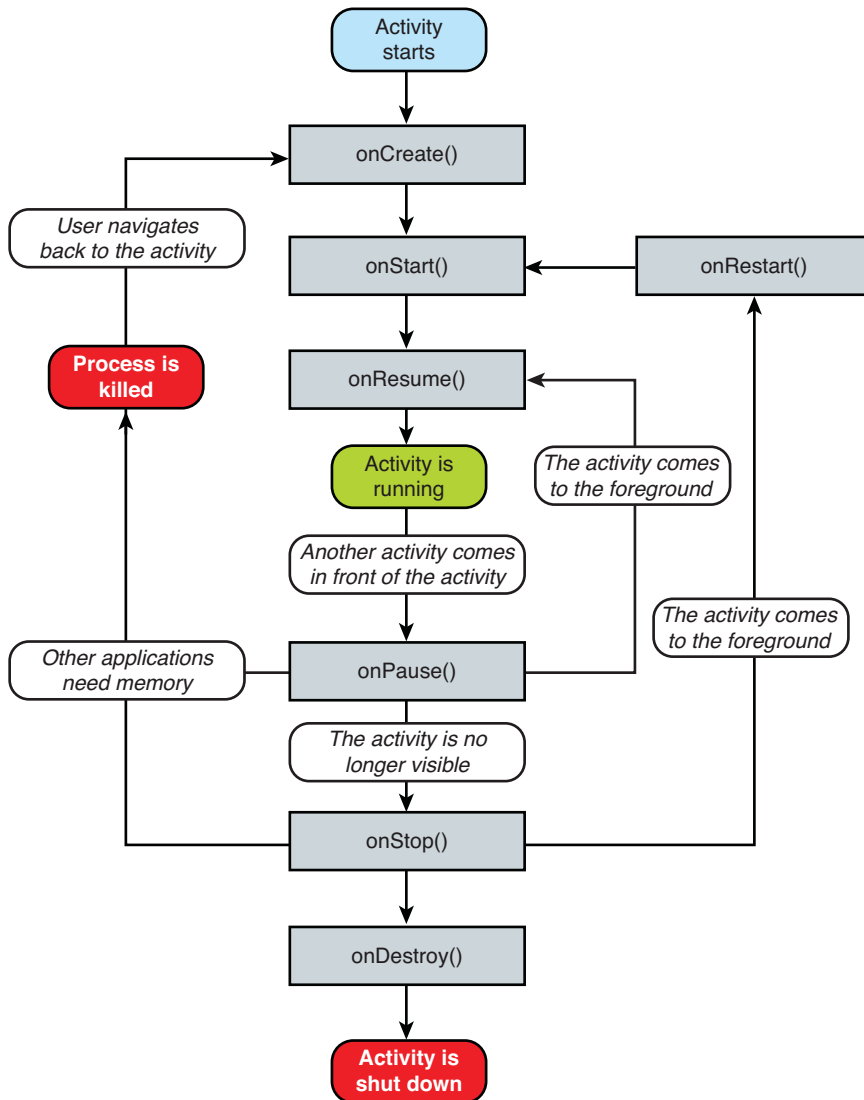 Activity
starts
onCreate()
User navigates
back to the activity
onStart()
onRestart()
Process is
killed
onResume()
Activity is
running
The activity comes
to the foreground
Another activity comes
in front of the activity
The activity comes
to the foreground
Other applications
need memory
onPause()
The activity is no
longer visible
onStop()
onDestroy()
Activity is
shut down